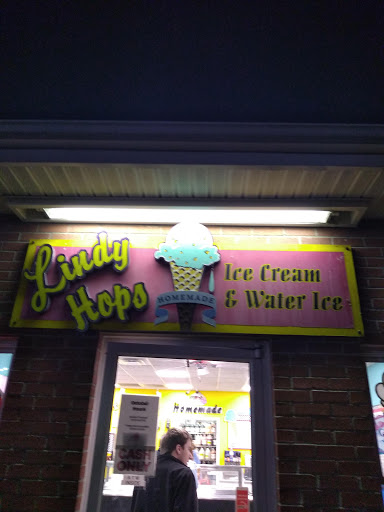 Lindy
Hops
HOMEMADE
Ice Cream
& Water Ice
Homemade
CASH
ONLY